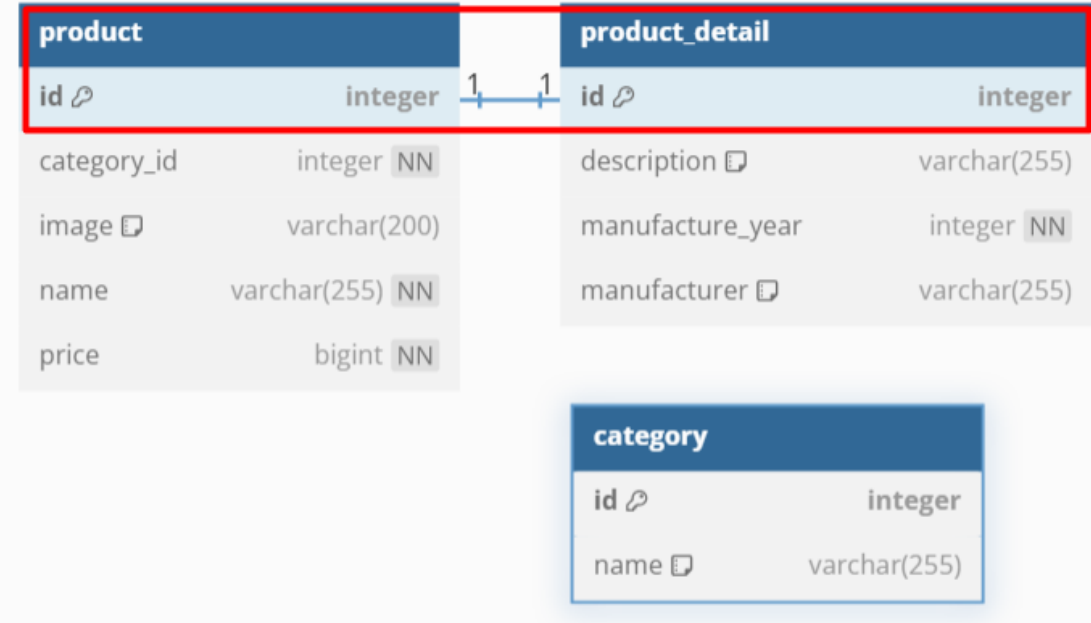 product
id integer
category_id integer NN
image varchar(200)
name varchar(255) NN
price bigint NN
1 1
product_detail
id integer
description varchar(255)
manufacture_year integer NN
manufacturer varchar(255)
category
id integer
name varchar(255)